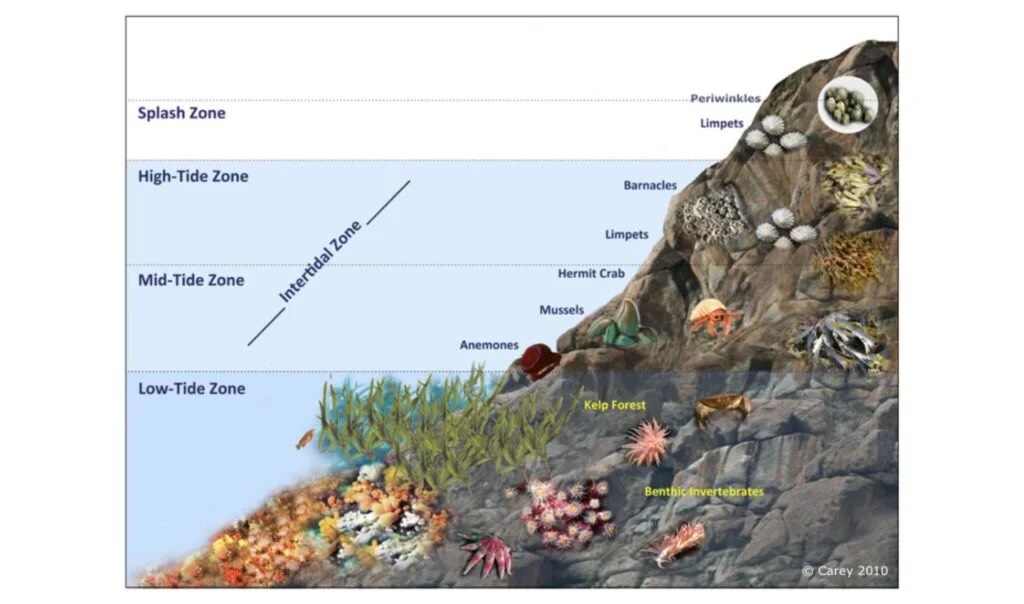 Periwinkles
Splash Zone
Limpets
High-Tide Zone
Barnacles
Intertidal Zone
Limpets
Mid-Tide Zone
Hermit Crab
Mussels
Anemones
Low-Tide Zone
Kelp Forest
Benthic Invertebrates
© Carey 2010